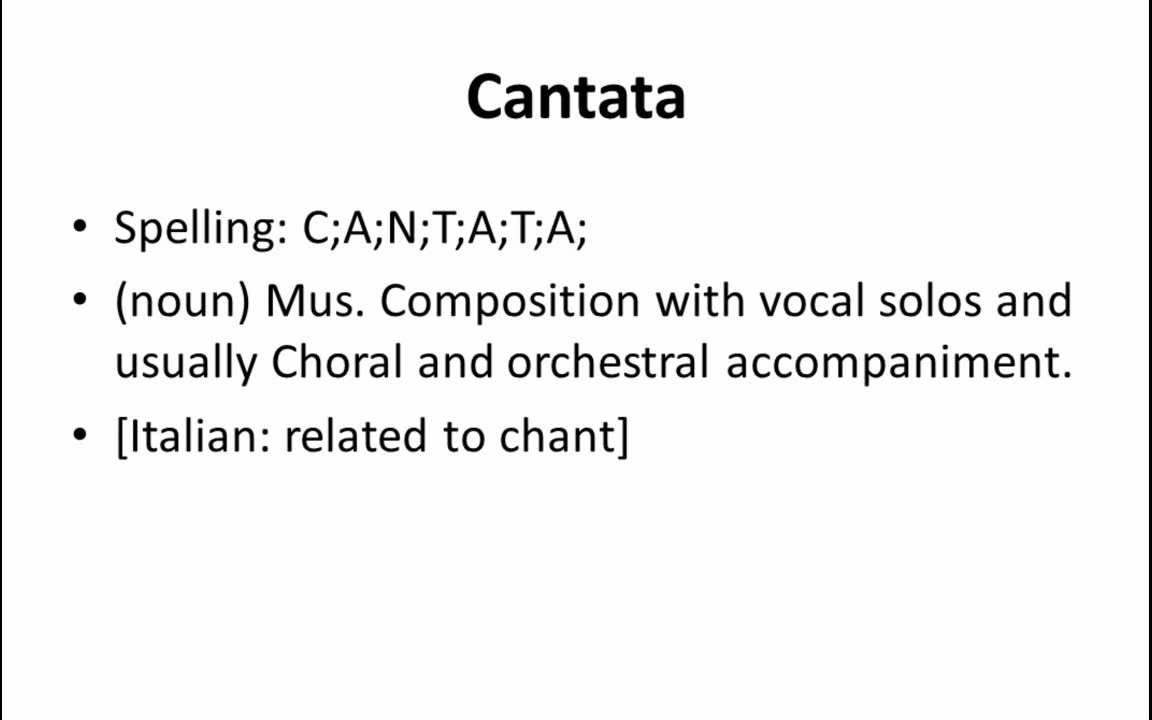 Cantata
• Spelling: C;A;N;T;A;T;A;
• (noun) Mus. Composition with vocal solos and
usually Choral and orchestral accompaniment.
• [Italian: related to chant]